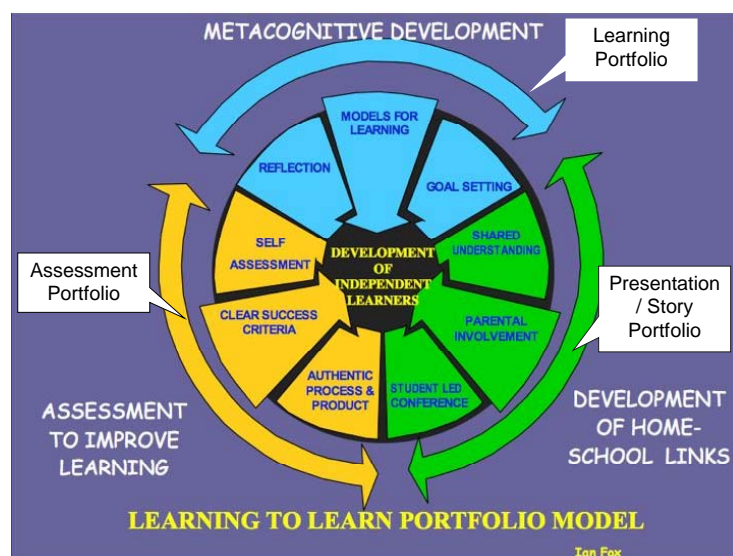 METACOGNITIVE DEVELOPMENT
Learning
Portfolio
MODELS FOR
LEARNING
REFLECTION
GOAL SETTING
SELF
ASSESSMENT
SHARED
UNDERSTANDING
DEVELOPMENT
OF
INDEPENDENT
LEARNERS
Assessment
Portfolio
Presentation
/ Story
Portfolio
CLEAR SUCCESS
CRITERIA
PARENTAL
INVOLVEMENT
AUTHENTIC
PROCESS &
PRODUCT
STUDENT LED
CONFERENCE
ASSESSMENT
TO IMPROVE
LEARNING
DEVELOPMENT
OF HOME-
SCHOOL LINKS
LEARNING TO LEARN PORTFOLIO MODEL
Ian Fox